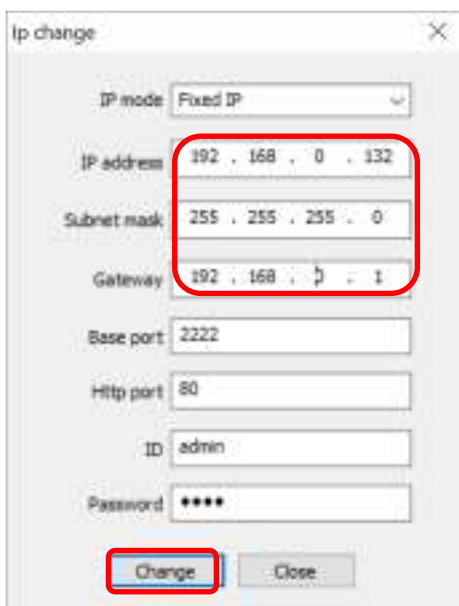 Ip change
IP mode Fixed IP
IP address 192 . 168 . 0 . 132
Subnet mask 255 . 255 . 255 . 0
Gateway 192 . 168 . 0 . 1
Base port 2222
Http port 80
ID admin
Password ••••
Change Close